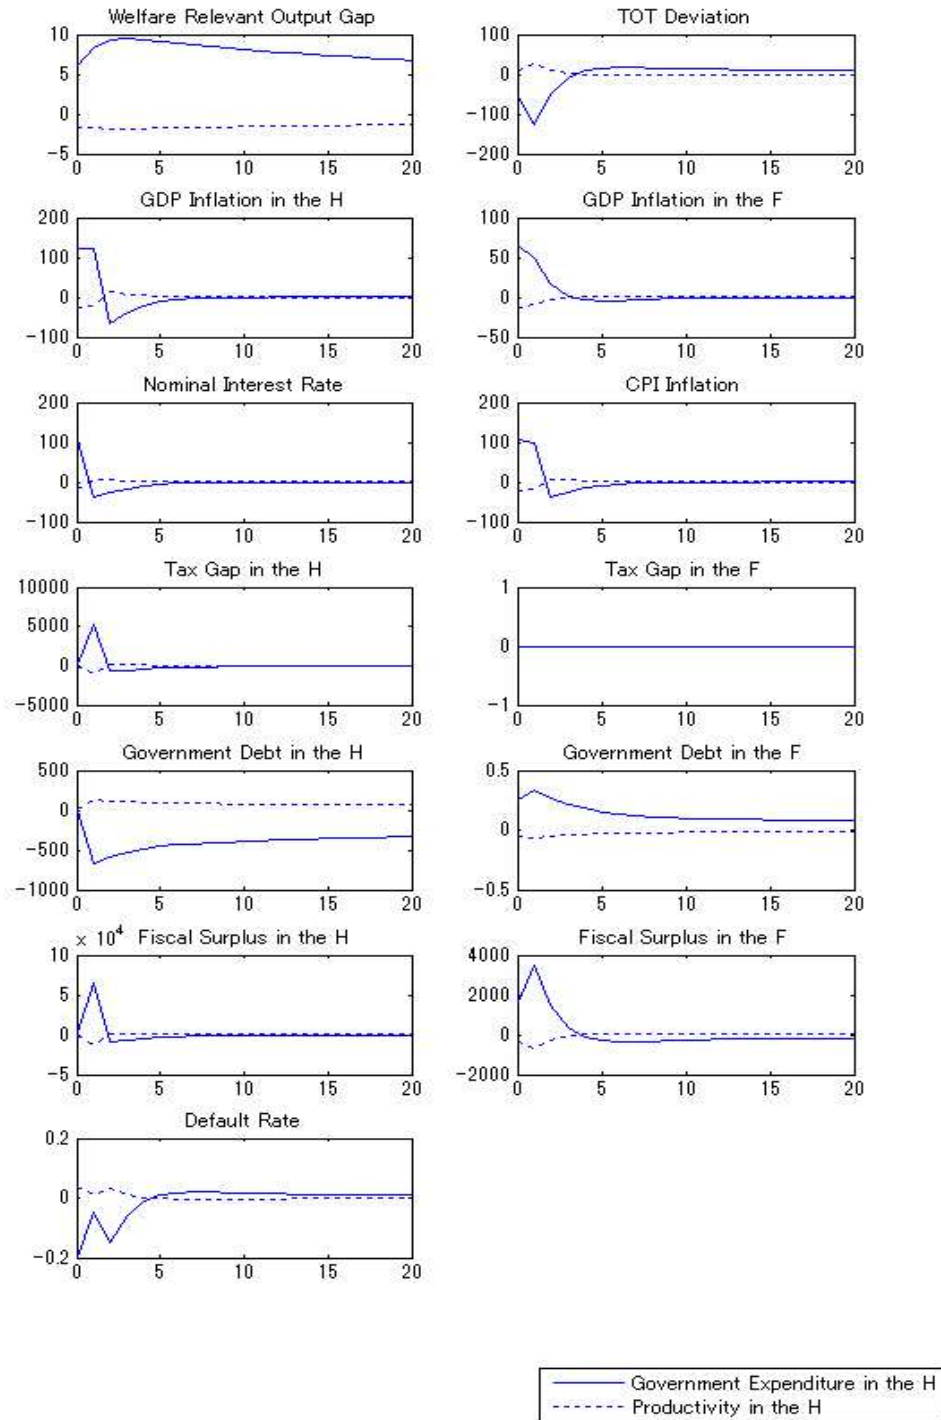 Welfare Relevant Output Gap
10
5
0
−5
0 5 10 15 20
TOT Deviation
100
0
−100
−200
0 5 10 15 20
GDP Inflation in the H
200
100
0
−100
0 5 10 15 20
GDP Inflation in the F
100
50
0
−50
0 5 10 15 20
Nominal Interest Rate
200
100
0
−100
0 5 10 15 20
CPI Inflation
200
100
0
−100
0 5 10 15 20
Tax Gap in the H
10000
5000
0
−5000
0 5 10 15 20
Tax Gap in the F
1
0
−1
0 5 10 15 20
Government Debt in the H
500
0
−500
−1000
0 5 10 15 20
Government Debt in the F
0.5
0
−0.5
0 5 10 15 20
× 10⁴ Fiscal Surplus in the H
10
5
0
−5
0 5 10 15 20
Fiscal Surplus in the F
4000
2000
0
−2000
0 5 10 15 20
Default Rate
0.2
0
−0.2
0 5 10 15 20
Government Expenditure in the H
Productivity in the H